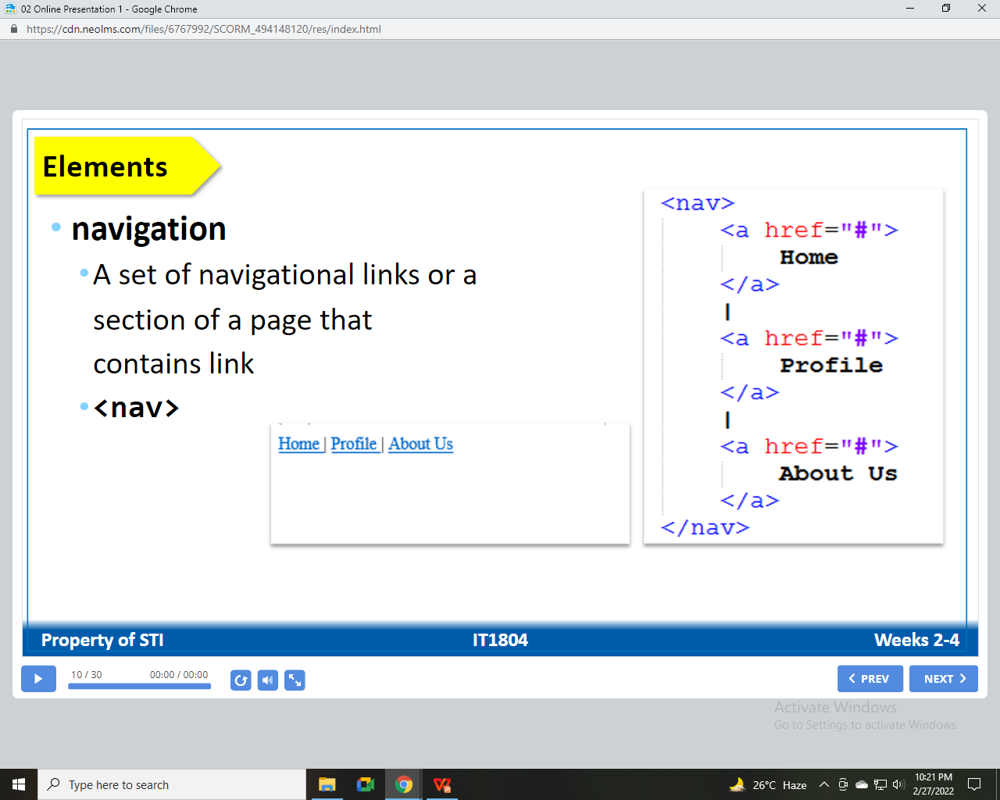 02 Online Presentation 1 - Google Chrome
https://cdn.neolms.com/files/6767992/SCORM_494148120/res/index.html
Elements
navigation
A set of navigational links or a
section of a page that
contains link
<nav>
Home | Profile | About Us
<nav>
<a href="#">
Home
</a>
|
<a href="#">
Profile
</a>
|
<a href="#">
About Us
</a>
</nav>
Property of STI
IT1804
Weeks 2-4
10 / 30
00:00 / 00:00
PREV
NEXT
Activate Windows
Go to Settings to activate Windows.
Type here to search
26°C Haze
10:21 PM
2/27/2022